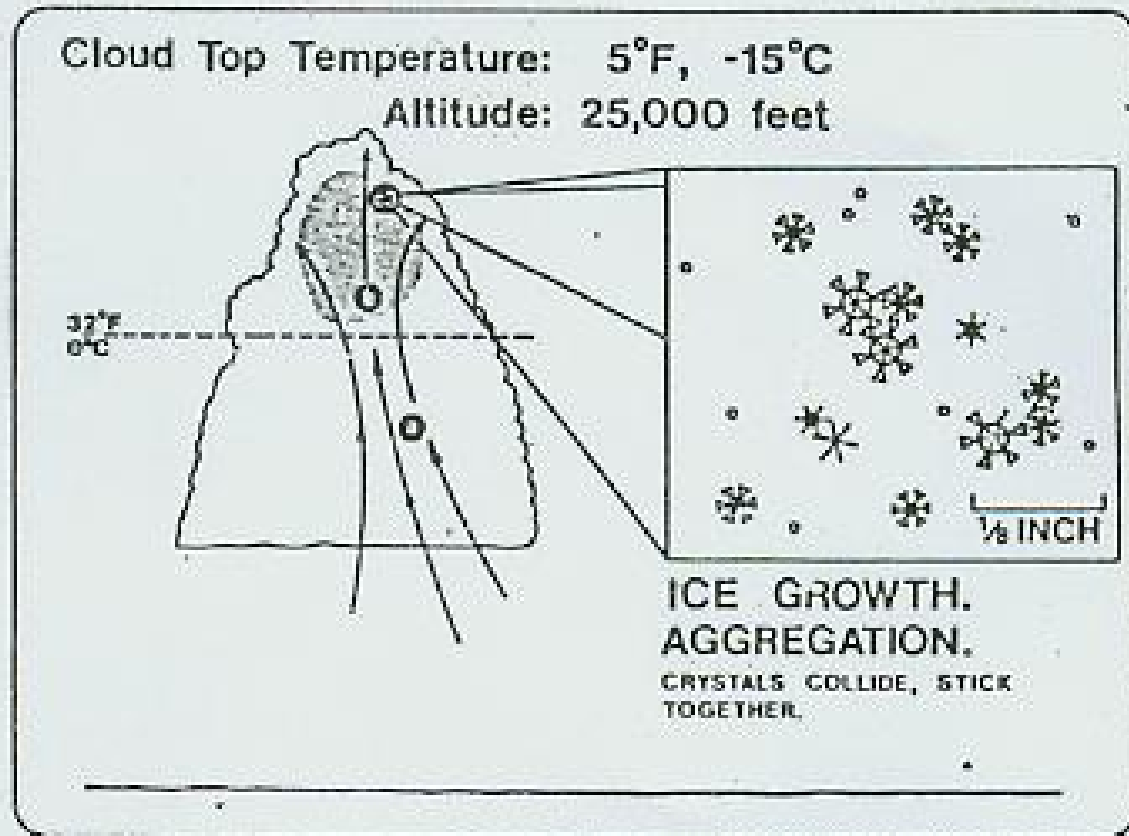 Cloud Top Temperature: 5°F, -15°C
Altitude: 25,000 feet
32°F
0°C
⅛ INCH
ICE GROWTH.
AGGREGATION.
CRYSTALS COLLIDE, STICK
TOGETHER.